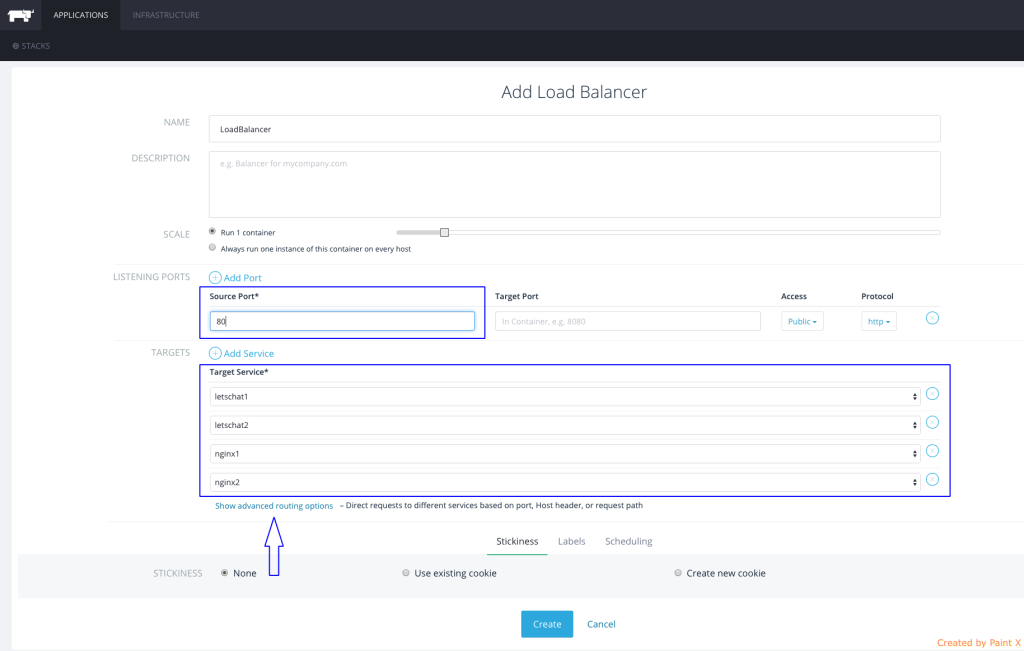 APPLICATIONS INFRASTRUCTURE
STACKS
Add Load Balancer
NAME LoadBalancer
DESCRIPTION e.g. Balancer for mycompany.com
SCALE Run 1 container
Always run one instance of this container on every host
LISTENING PORTS Add Port
Source Port* Target Port Access Protocol
80 In Container, e.g. 8080 Public http
TARGETS Add Service
Target Service*
letschat1
letschat2
nginx1
nginx2
Show advanced routing options – Direct requests to different services based on port, Host header, or request path
Stickiness Labels Scheduling
STICKINESS None Use existing cookie Create new cookie
Create Cancel
Created by Paint X